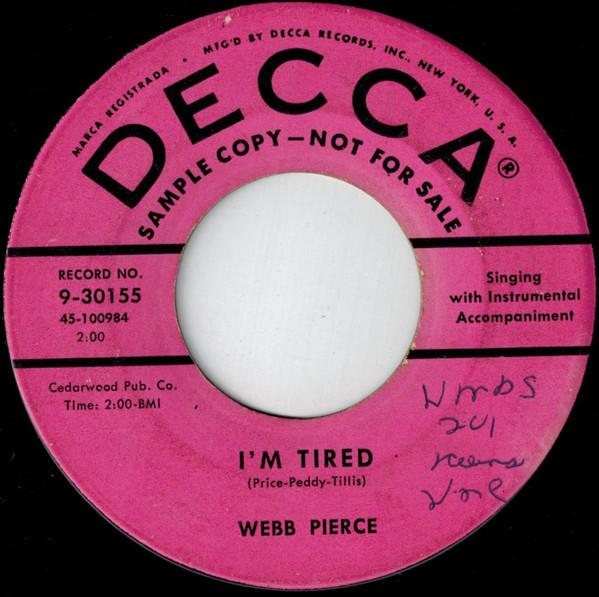 MARCA REGISTRADA • MFG'D BY DECCA RECORDS, INC., NEW YORK, U. S. A.
DECCA®
SAMPLE COPY—NOT FOR SALE
RECORD NO.
9-30155
45-100984
2:00
Singing
with Instrumental
Accompaniment
Cedarwood Pub. Co.
Time: 2:00-BMI
I'M TIRED
(Price-Peddy-Tillis)
WEBB PIERCE